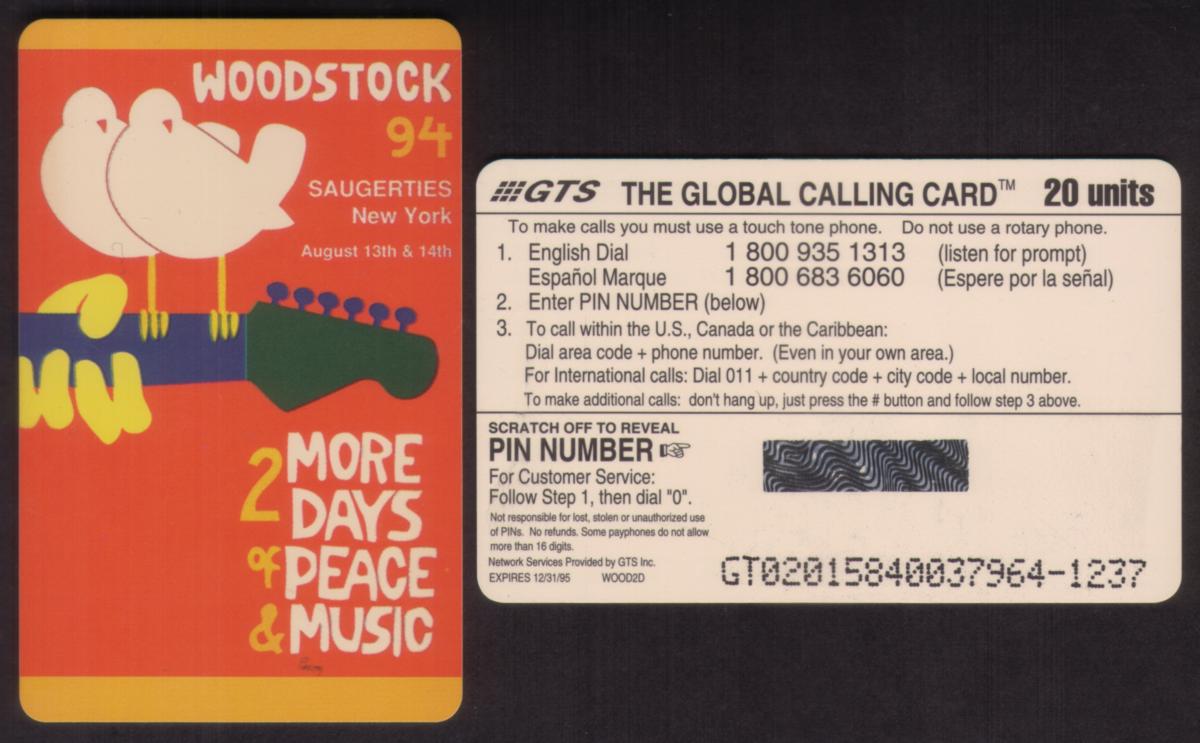 WOODSTOCK
94
SAUGERTIES
New York
August 13th & 14th
2 MORE
DAYS
of PEACE
& MUSIC
GTS THE GLOBAL CALLING CARD™ 20 units
To make calls you must use a touch tone phone. Do not use a rotary phone.
1. English Dial 1 800 935 1313 (listen for prompt)
Español Marque 1 800 683 6060 (Espere por la señal)
2. Enter PIN NUMBER (below)
3. To call within the U.S., Canada or the Caribbean:
Dial area code + phone number. (Even in your own area.)
For International calls: Dial 011 + country code + city code + local number.
To make additional calls: don't hang up, just press the # button and follow step 3 above.
SCRATCH OFF TO REVEAL
PIN NUMBER
For Customer Service:
Follow Step 1, then dial "0".
Not responsible for lost, stolen or unauthorized use
of PINs. No refunds. Some payphones do not allow
more than 16 digits.
Network Services Provided by GTS Inc.
EXPIRES 12/31/95 WOOD2D
GT02015840037964-1237